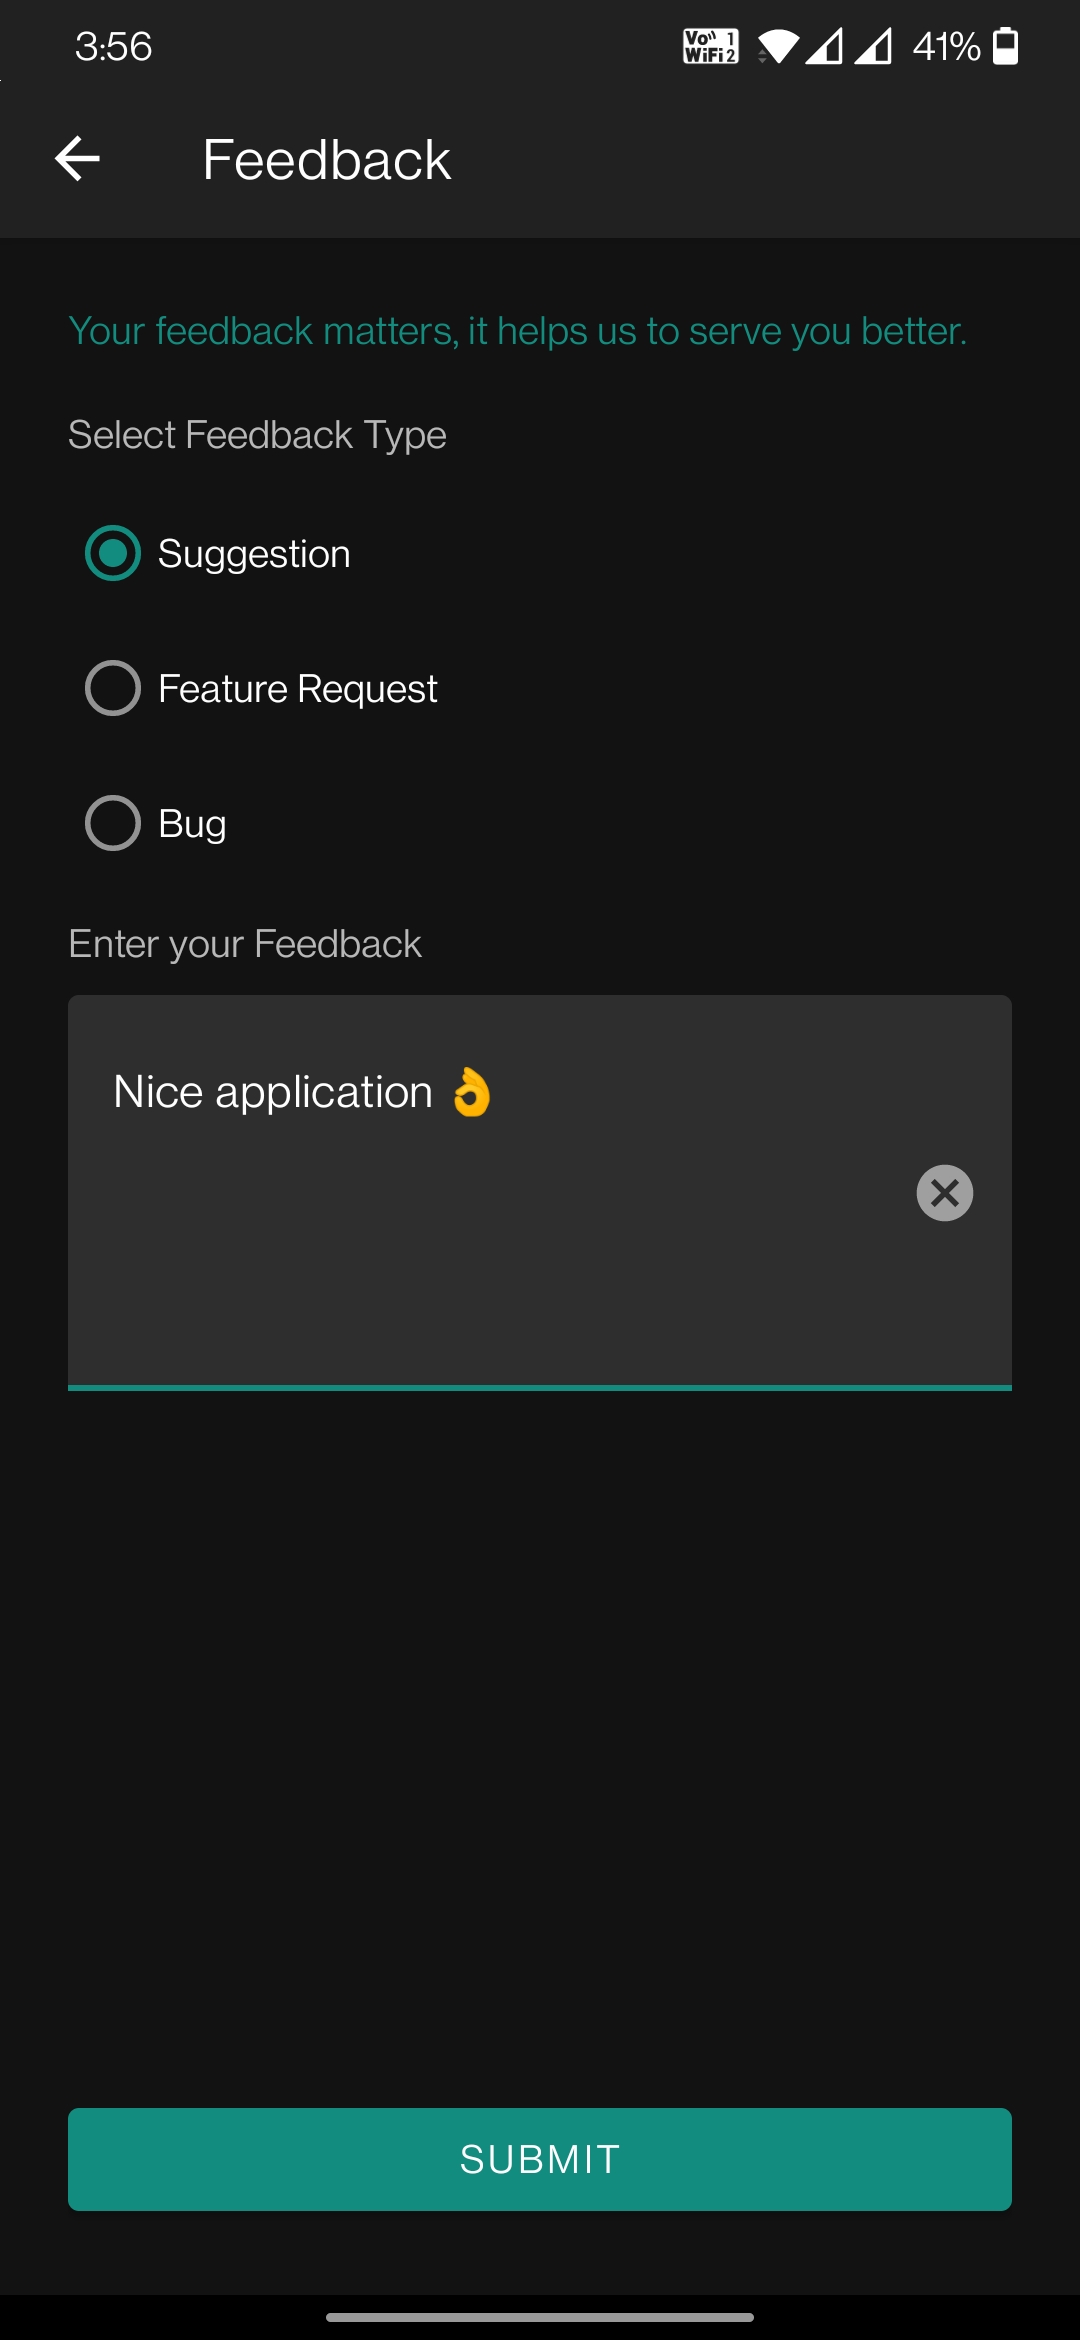 3:56
Vo 1
WiFi 2
41%
Feedback
Your feedback matters, it helps us to serve you better.
Select Feedback Type
Suggestion
Feature Request
Bug
Enter your Feedback
Nice application 👌
SUBMIT